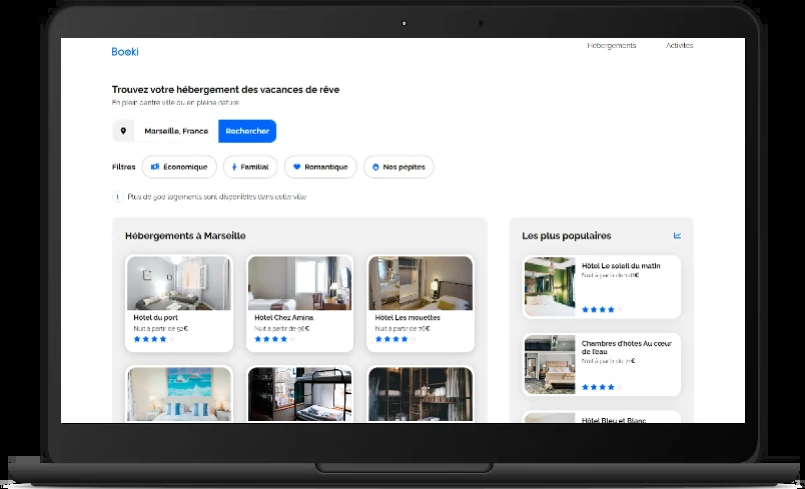 Booki
Hébergements
Activités
Trouvez votre hébergement des vacances de rêve
En plein centre ville ou en pleine nature
Marseille, France
Rechercher
Filtres
Économique
Familial
Romantique
Nos pépites
Plus de 500 logements sont disponibles dans cette ville
Hébergements à Marseille
Hôtel du port
Nuit à partir de 52€
Hôtel Chez Amina
Nuit à partir de 96€
Hôtel Les mouettes
Nuit à partir de 76€
Les plus populaires
Hôtel Le soleil du matin
Nuit à partir de
Chambres d'hôtes Au cœur
de l'eau
Nuit à partir de
Hôtel Bleu et Blanc